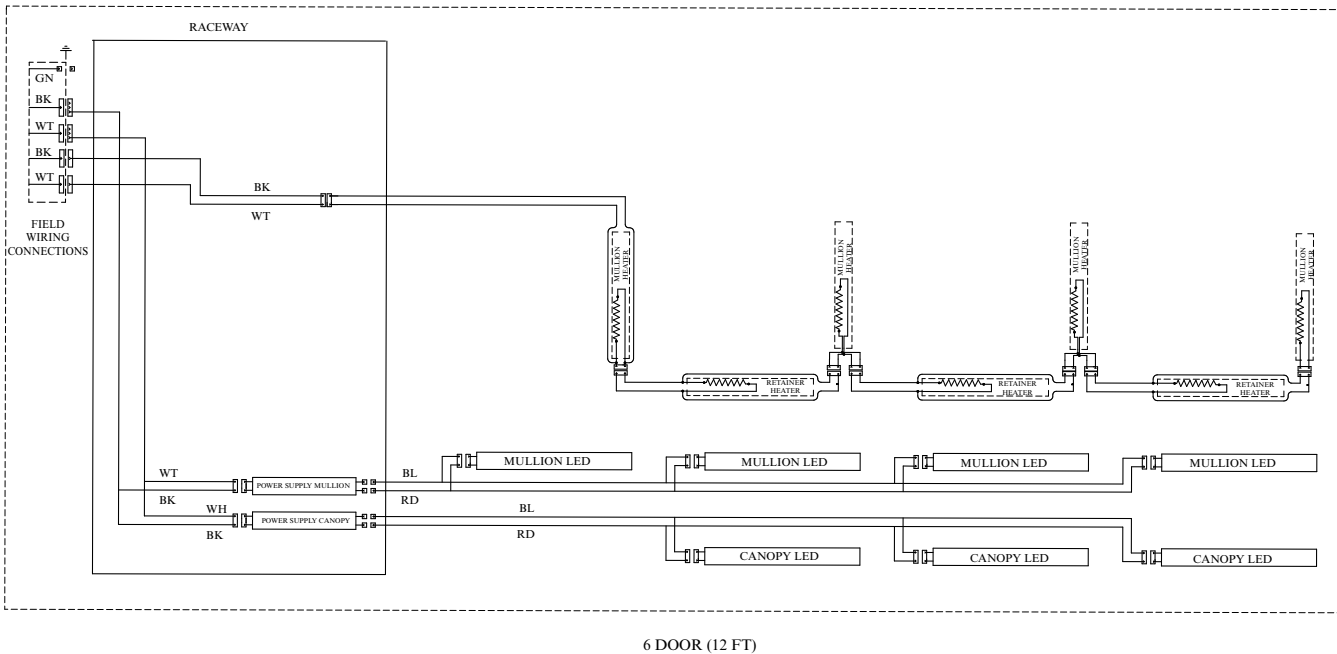 RACEWAY
GN
BK
WT
BK
WT
FIELD
WIRING
CONNECTIONS
BK
WT
MULLION
HEATER
MULLION
HEATER
MULLION
HEATER
MULLION
HEATER
RETAINER
HEATER
RETAINER
HEATER
RETAINER
HEATER
WT
BK
POWER SUPPLY MULLION
BL
RD
MULLION LED
MULLION LED
MULLION LED
MULLION LED
WH
BK
POWER SUPPLY CANOPY
BL
RD
CANOPY LED
CANOPY LED
CANOPY LED
6 DOOR (12 FT)